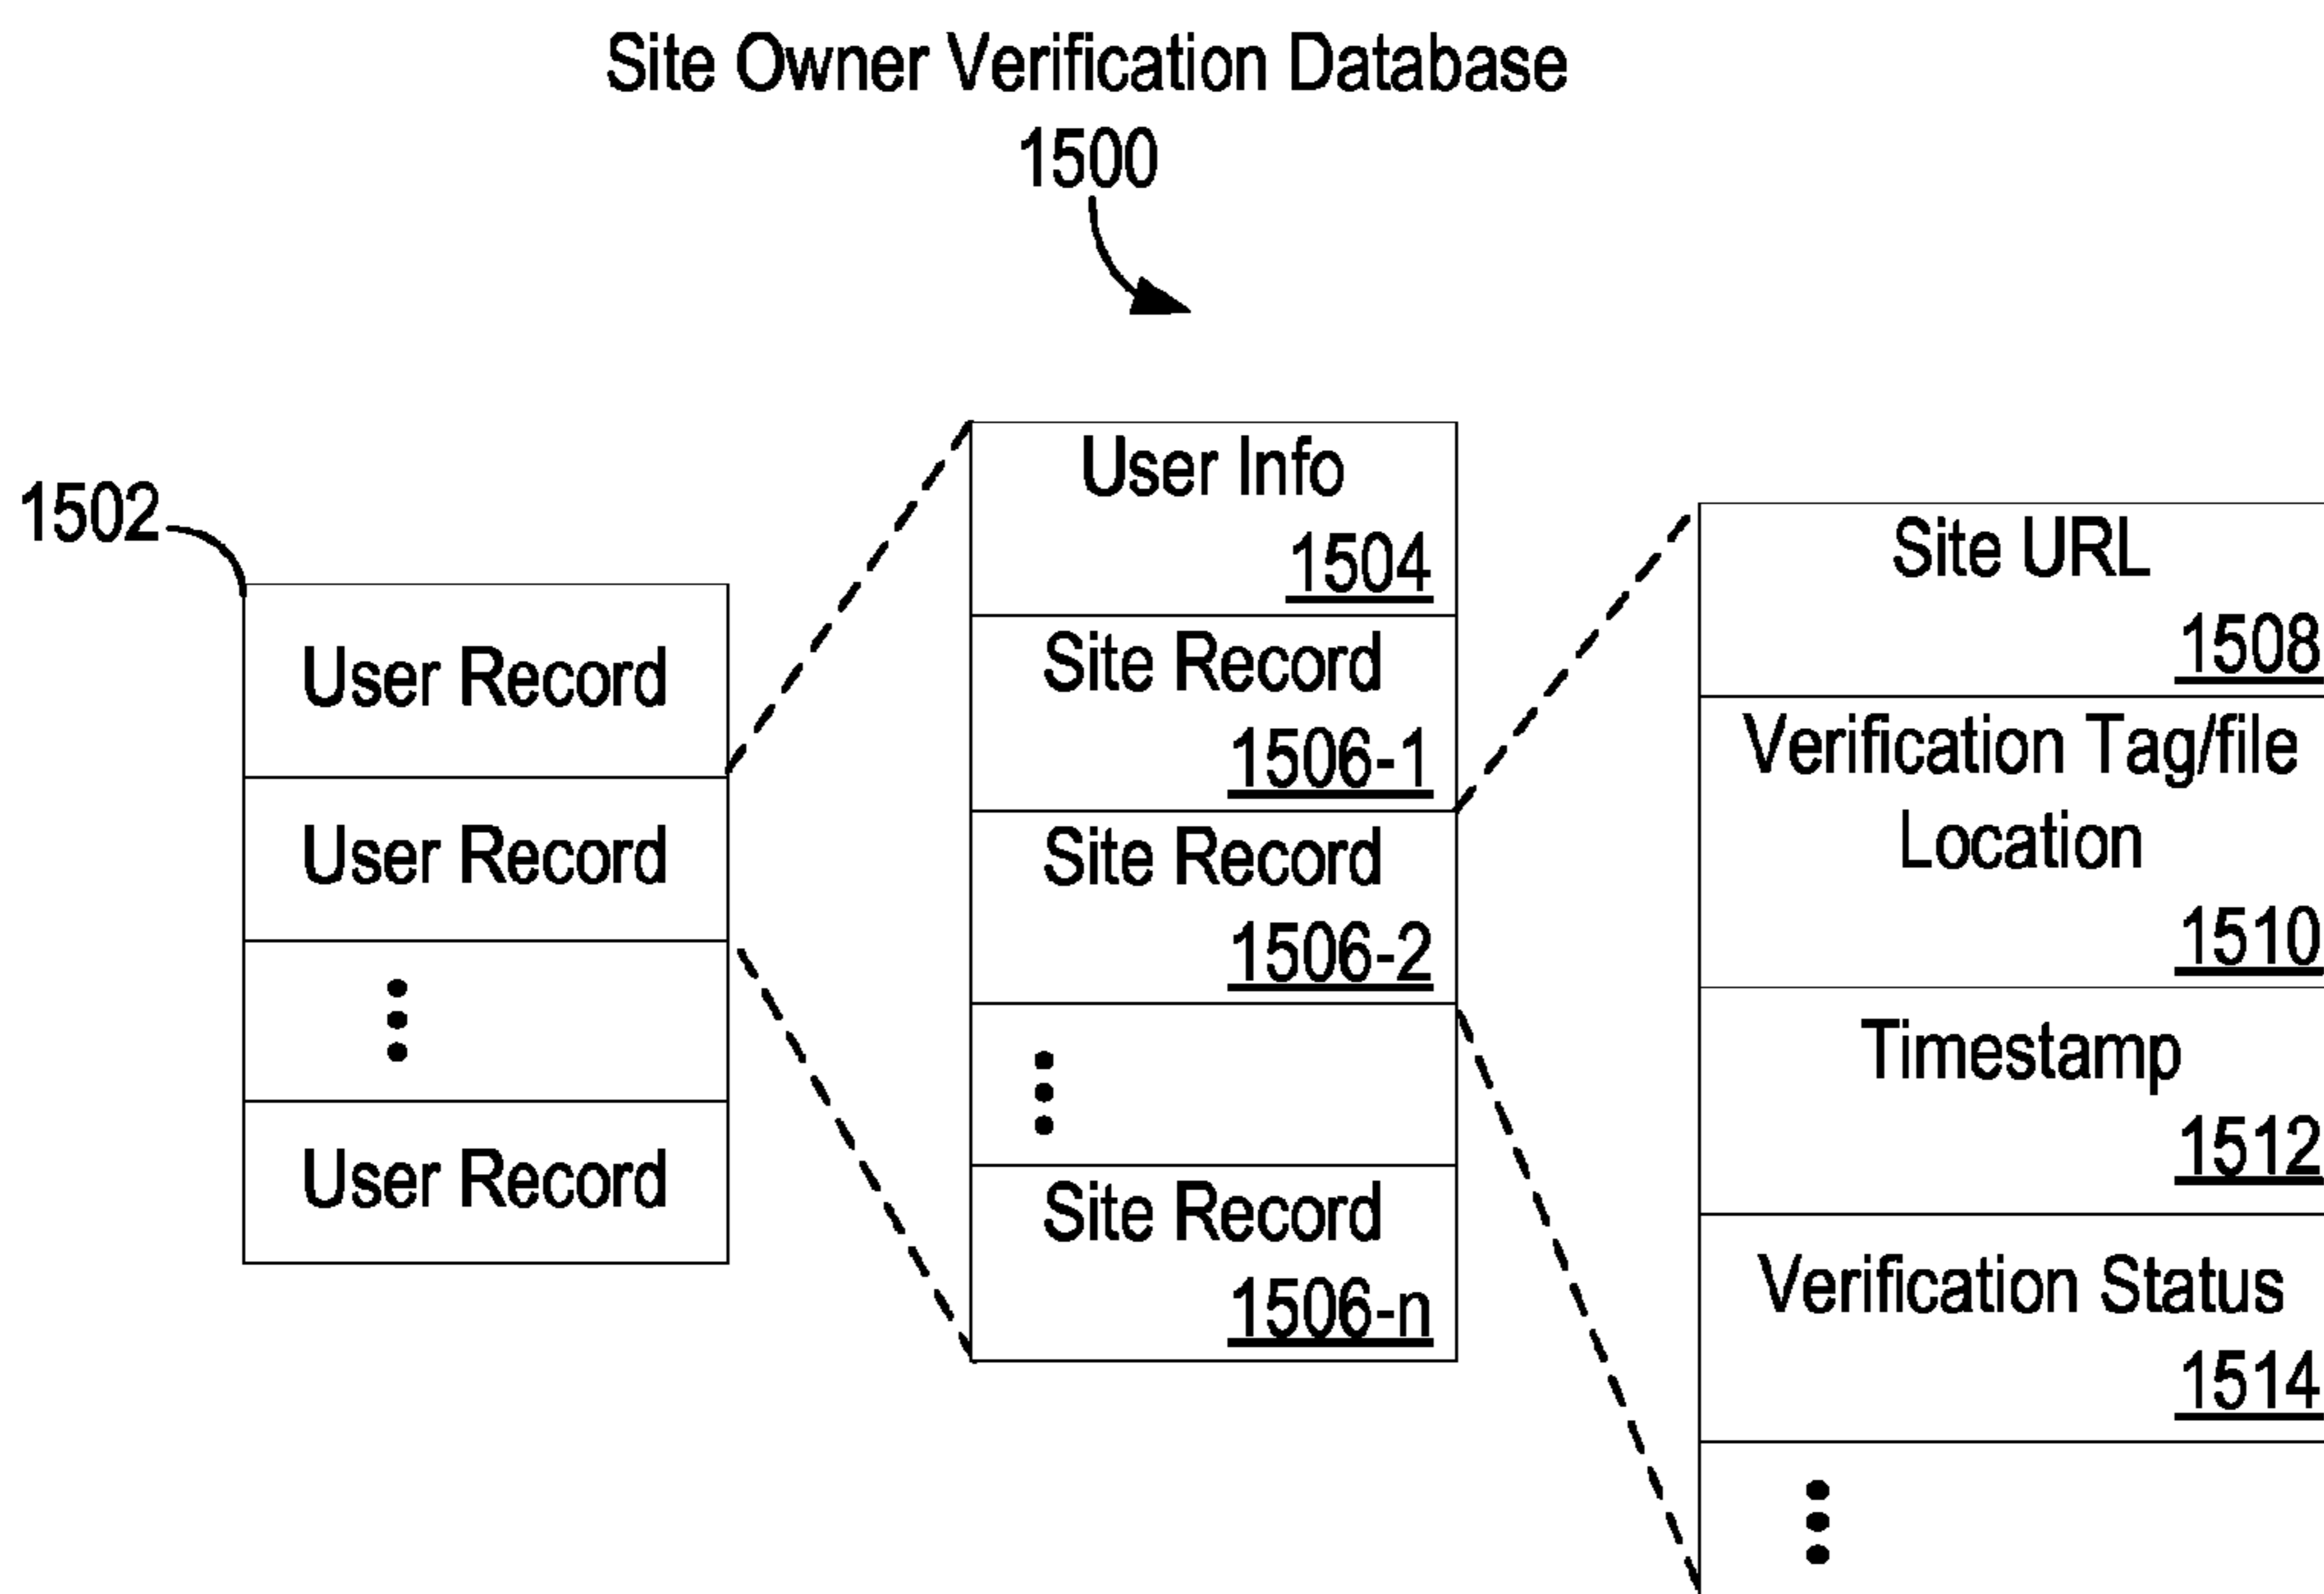 Site Owner Verification Database
1500
1502
User Record
User Record
User Record
User Info
1504
Site Record
1506-1
Site Record
1506-2
Site Record
1506-n
Site URL
1508
Verification Tag/file
Location
1510
Timestamp
1512
Verification Status
1514